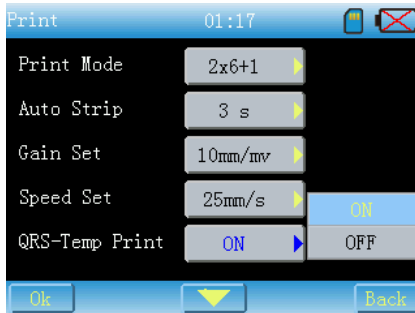 Print 01:17
Print Mode 2x6+1
Auto Strip 3 s
Gain Set 10mm/mv
Speed Set 25mm/s
ON
QRS-Temp Print ON OFF
Ok Back